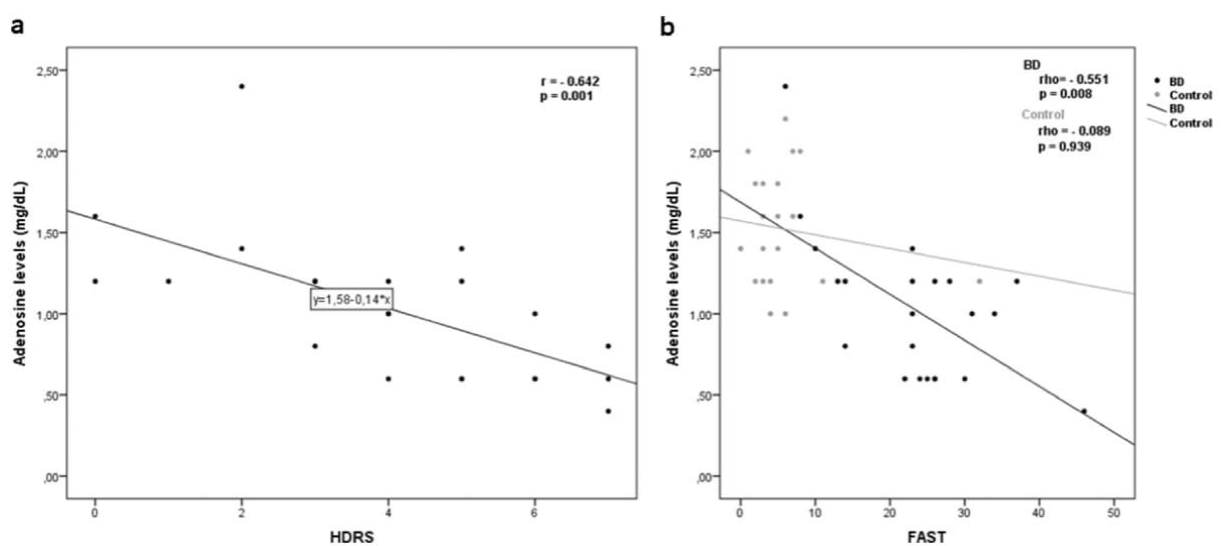 a
Adenosine levels (mg/dL)
2,50
2,00
1,50
1,00
,50
,00
r = - 0.642
p = 0.001
y=1,58-0,14*x
0 2 4 6
HDRS
b
Adenosine levels (mg/dL)
2,50
2,00
1,50
1,00
,50
,00
BD
rho= - 0.551
p = 0.008
Control
rho = - 0.089
p = 0.939
0 10 20 30 40 50
FAST
BD
Control
BD
Control